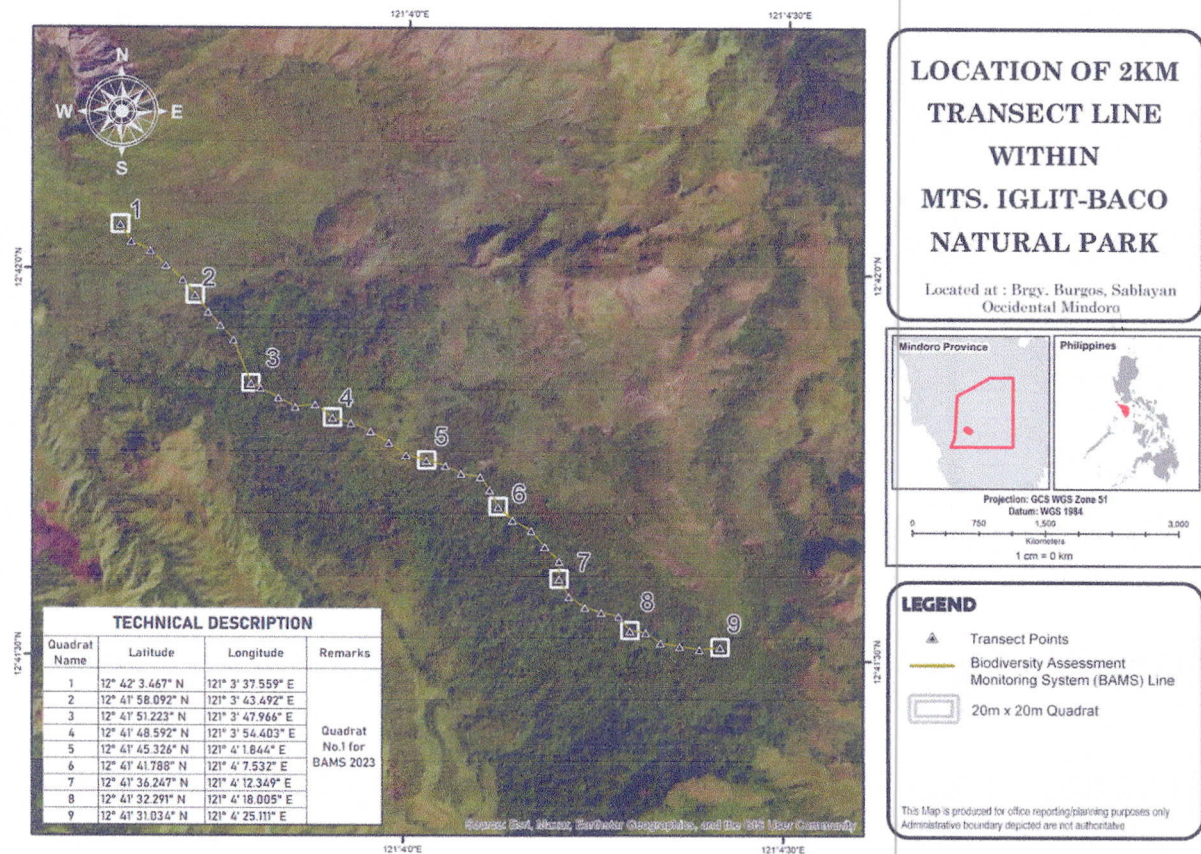 121°4'0"E
121°4'30"E
N
W
E
S
12°42'0"N
12°42'0"N
1
2
3
4
5
6
7
8
9
12°41'30"N
12°41'30"N
TECHNICAL DESCRIPTION
Quadrat Name Latitude Longitude Remarks
1 12° 42' 3.467" N 121° 3' 37.559" E
2 12° 41' 58.092" N 121° 3' 43.492" E
3 12° 41' 51.223" N 121° 3' 47.966" E
4 12° 41' 48.592" N 121° 3' 54.403" E
5 12° 41' 45.326" N 121° 4' 1.844" E
6 12° 41' 41.788" N 121° 4' 7.532" E
7 12° 41' 36.247" N 121° 4' 12.349" E
8 12° 41' 32.291" N 121° 4' 18.005" E
9 12° 41' 31.034" N 121° 4' 25.111" E
Quadrat
No.1 for
BAMS 2023
Source: Esri, Maxar, Earthstar Geographics, and the GIS User Community
121°4'0"E
121°4'30"E
LOCATION OF 2KM
TRANSECT LINE
WITHIN
MTS. IGLIT-BACO
NATURAL PARK
Located at : Brgy. Burgos, Sablayan
Occidental Mindoro
Mindoro Province
Philippines
Projection: GCS WGS Zone 51
Datum: WGS 1984
0 750 1,500 3,000
Kilometers
1 cm = 0 km
LEGEND
Transect Points
Biodiversity Assessment
Monitoring System (BAMS) Line
20m x 20m Quadrat
This Map is produced for office reporting/planning purposes only
Administrative boundary depicted are not authoritative